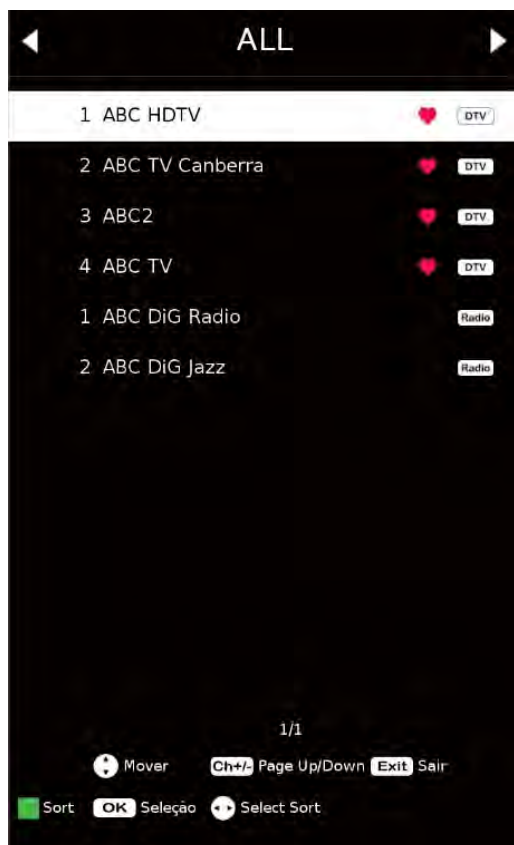 ALL
1 ABC HDTV DTV
2 ABC TV Canberra DTV
3 ABC2 DTV
4 ABC TV DTV
1 ABC DiG Radio Radio
2 ABC DiG Jazz Radio
1/1
Mover Ch+/- Page Up/Down Exit Sair
Sort OK Seleção Select Sort